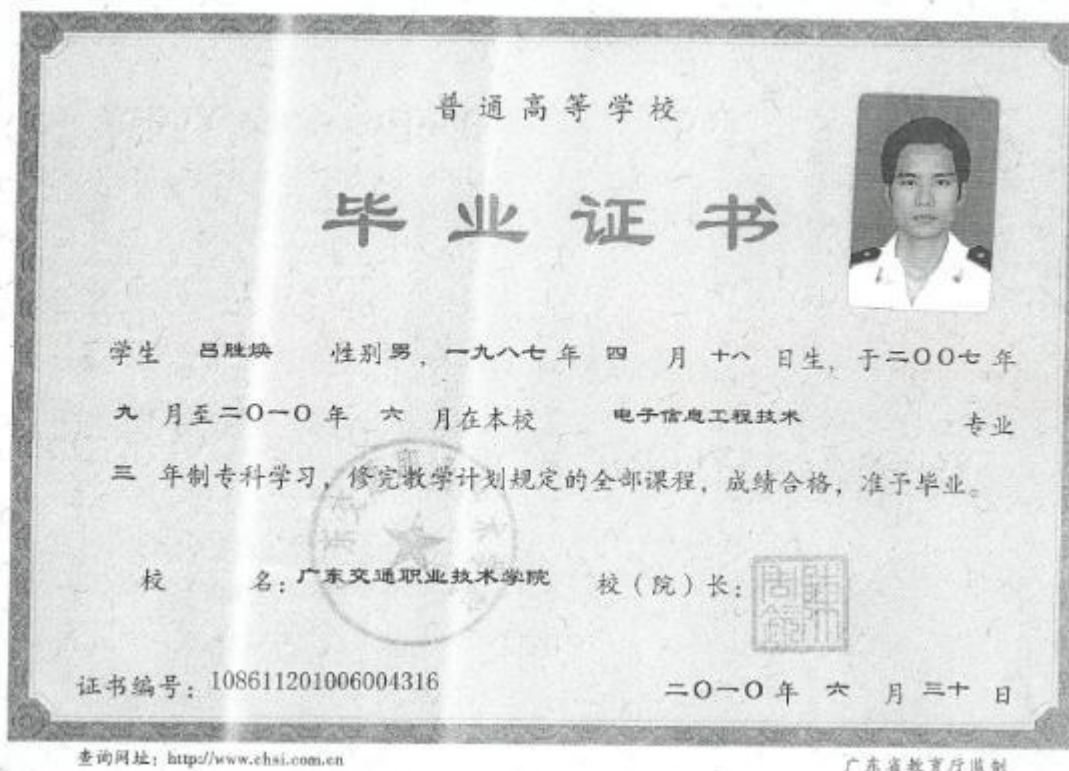 普通高等学校
毕业证书
学生 吕胜焕 性别 男，一九八七 年 四 月 十八 日生，于二〇〇七 年
九 月至二〇一〇 年 六 月在本校 电子信息工程技术 专业
三 年制专科学习，修完教学计划规定的全部课程，成绩合格，准予毕业。
校 名：广东交通职业技术学院 校（院）长：
证书编号：108611201006004316 二〇一〇 年 六 月 三十 日
查询网址：http://www.chsi.com.cn 广东省教育厅监制